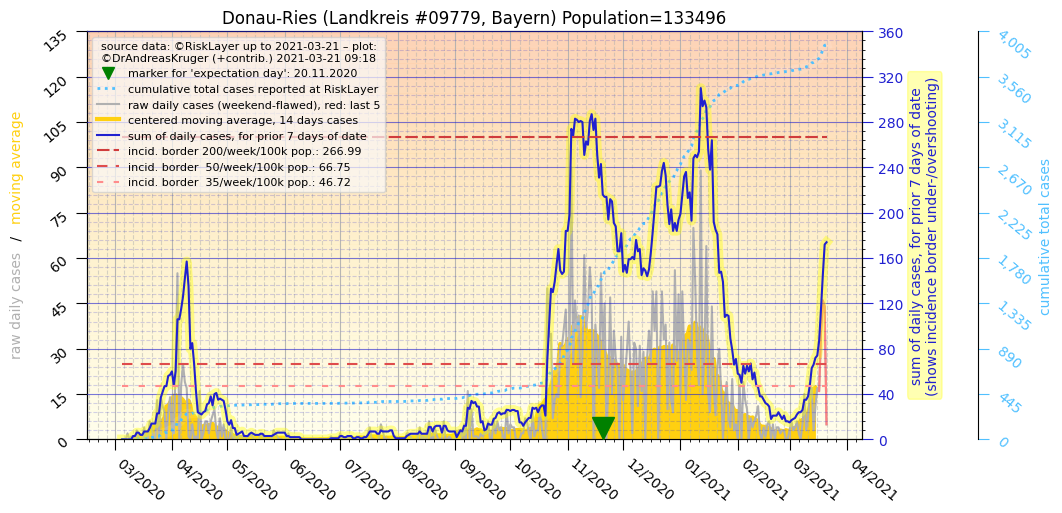 Donau-Ries (Landkreis #09779, Bayern) Population=133496
source data: ©RiskLayer up to 2021-03-21 – plot:
©DrAndreasKruger (+contrib.) 2021-03-21 09:18
marker for 'expectation day': 20.11.2020
cumulative total cases reported at RiskLayer
raw daily cases (weekend-flawed), red: last 5
centered moving average, 14 days cases
sum of daily cases, for prior 7 days of date
incid. border 200/week/100k pop.: 266.99
incid. border  50/week/100k pop.: 66.75
incid. border  35/week/100k pop.: 46.72
raw daily cases / moving average
135
120
105
90
75
60
45
30
15
0
03/2020
04/2020
05/2020
06/2020
07/2020
08/2020
09/2020
10/2020
11/2020
12/2020
01/2021
02/2021
03/2021
04/2021
360
320
280
240
200
160
120
80
40
0
sum of daily cases, for prior 7 days of date
(shows incidence border under-/overshooting)
4,005
3,560
3,115
2,670
2,225
1,780
1,335
890
445
0
cumulative total cases